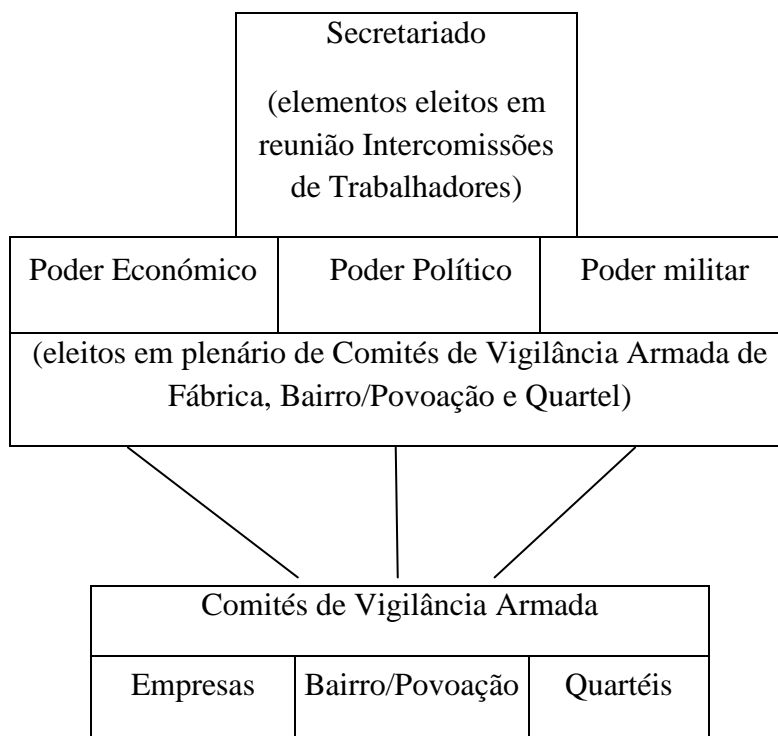 Secretariado
(elementos eleitos em
reunião Intercomissões
de Trabalhadores)
Poder Económico
Poder Político
Poder militar
(eleitos em plenário de Comités de Vigilância Armada de
Fábrica, Bairro/Povoação e Quartel)
Comités de Vigilância Armada
Empresas
Bairro/Povoação
Quartéis